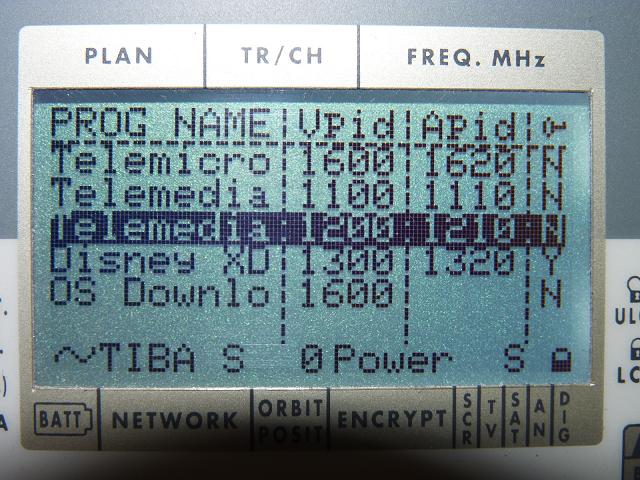 PLAN TR/CH FREQ. MHz
PROG NAME Vpid Apid
Telemicro 1600 1620 N
Telemedia 1100 1110 N
Telemedia 1200 1210 N
Disney XD 1300 1320 Y
OS Downlo 1600 N
~TIBA S 0 Power S
BATT NETWORK ORBIT POSIT ENCRYPT SCR TV SAT AN DIG